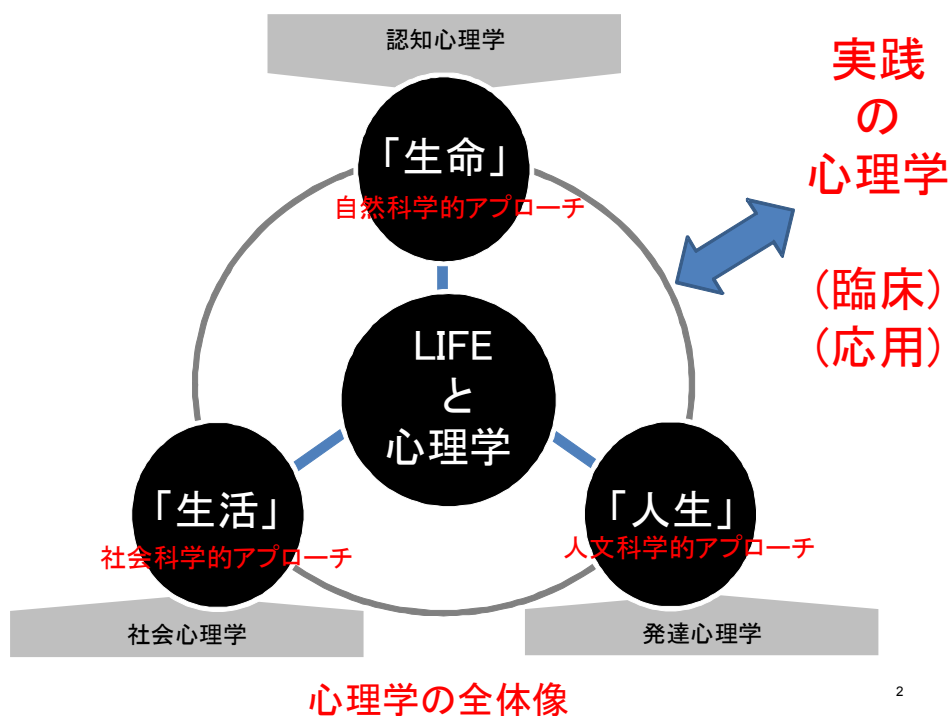 認知心理学
実践
の
心理学
(臨床)
(応用)
「生命」
自然科学的アプローチ
LIFE
と
心理学
「生活」
社会科学的アプローチ
「人生」
人文科学的アプローチ
社会心理学
発達心理学
心理学の全体像
2